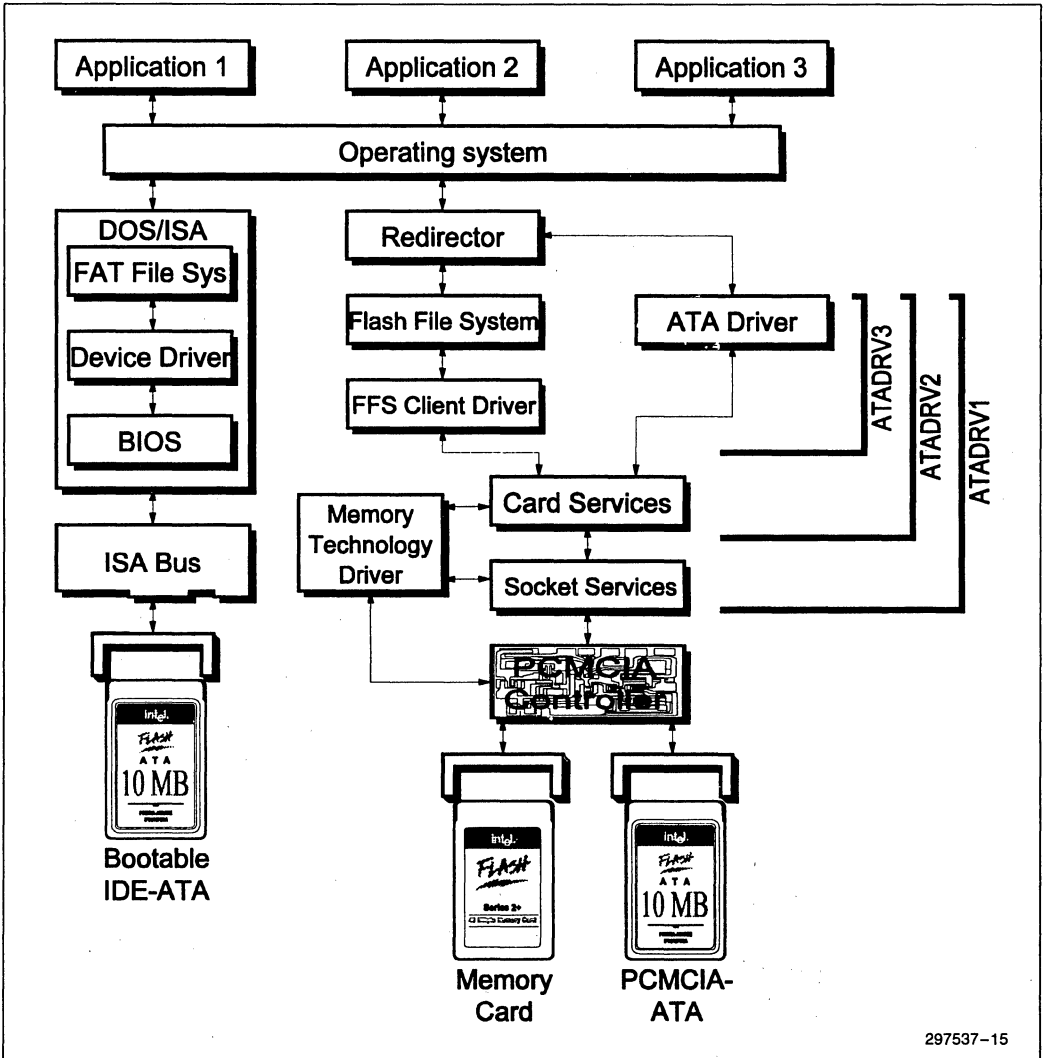 Application 1
Application 2
Application 3
Operating system
DOS/ISA
FAT File Sys
Device Driver
BIOS
ISA Bus
Redirector
Flash File System
FFS Client Driver
ATA Driver
ATADRV3
ATADRV2
ATADRV1
Card Services
Memory
Technology
Driver
Socket Services
PCMCIA
Controller
intel.
FLASH
ATA
10 MB
Bootable
IDE-ATA
intel.
FLASH
Series 2+
Memory
Card
intel.
FLASH
ATA
10 MB
PCMCIA-
ATA
297537-15